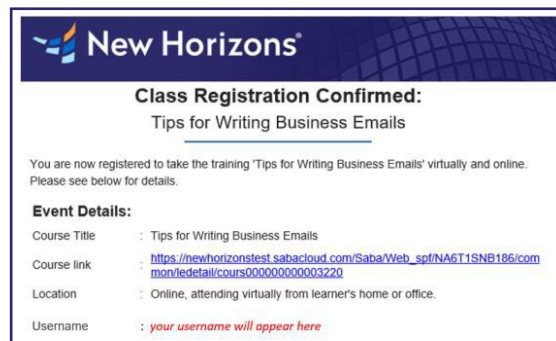 New Horizons®
Class Registration Confirmed:
Tips for Writing Business Emails
You are now registered to take the training 'Tips for Writing Business Emails' virtually and online.
Please see below for details.
Event Details:
Course Title : Tips for Writing Business Emails
Course link : https://newhorizonstest.sabacloud.com/Saba/Web_spf/NA6T1SNB186/com
mon/ledetail/cours000000000003220
Location : Online, attending virtually from learner's home or office.
Username : your username will appear here